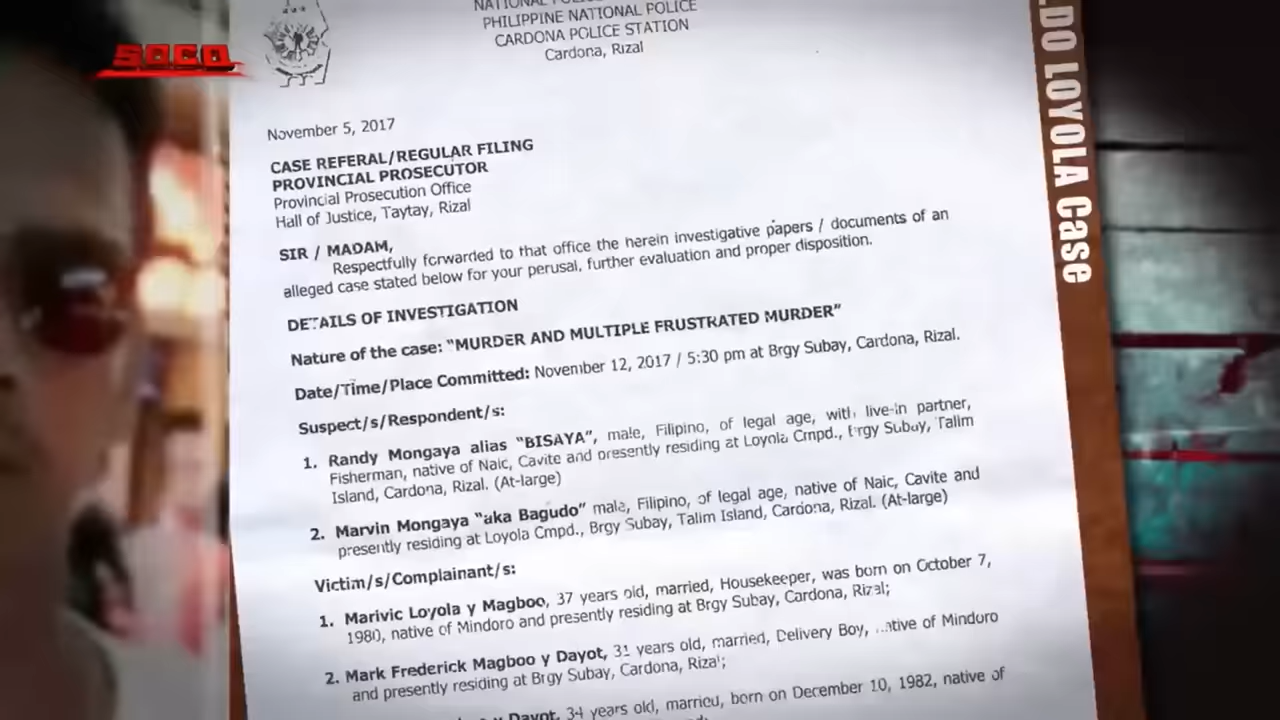 SOCO
PHILIPPINE NATIONAL POLICE
CARDONA POLICE STATION
Cardona, Rizal
November 5, 2017
CASE REFERAL/REGULAR FILING
PROVINCIAL PROSECUTOR
Provincial Prosecution Office
Hall of Justice, Taytay, Rizal
SIR / MADAM,
Respectfully forwarded to that office the herein investigative papers / documents of an
alleged case stated below for your perusal, further evaluation and proper disposition.
DETAILS OF INVESTIGATION
Nature of the case: "MURDER AND MULTIPLE FRUSTRATED MURDER"
Date/Time/Place Committed: November 12, 2017 / 5:30 pm at Brgy Subay, Cardona, Rizal.
Suspect/s/Respondent/s:
1. Randy Mongaya alias "BISAYA", male, Filipino, of legal age, with live-in partner,
Fisherman, native of Naic, Cavite and presently residing at Loyola Cmpd., Brgy Subay, Talim
Island, Cardona, Rizal. (At-large)
2. Marvin Mongaya "aka Bagudo" male, Filipino, of legal age, native of Naic, Cavite and
presently residing at Loyola Cmpd., Brgy Subay, Talim Island, Cardona, Rizal. (At-large)
Victim/s/Complainant/s:
1. Marivic Loyola y Magboo, 37 years old, married, Housekeeper, was born on October 7,
1980, native of Mindoro and presently residing at Brgy Subay, Cardona, Rizal;
2. Mark Frederick Magboo y Dayot, 31 years old, married, Delivery Boy, native of Mindoro
and presently residing at Brgy Subay, Cardona, Rizal;
y Dayot, 34 years old, married, born on December 10, 1982, native of
LDO LOYOLA Case